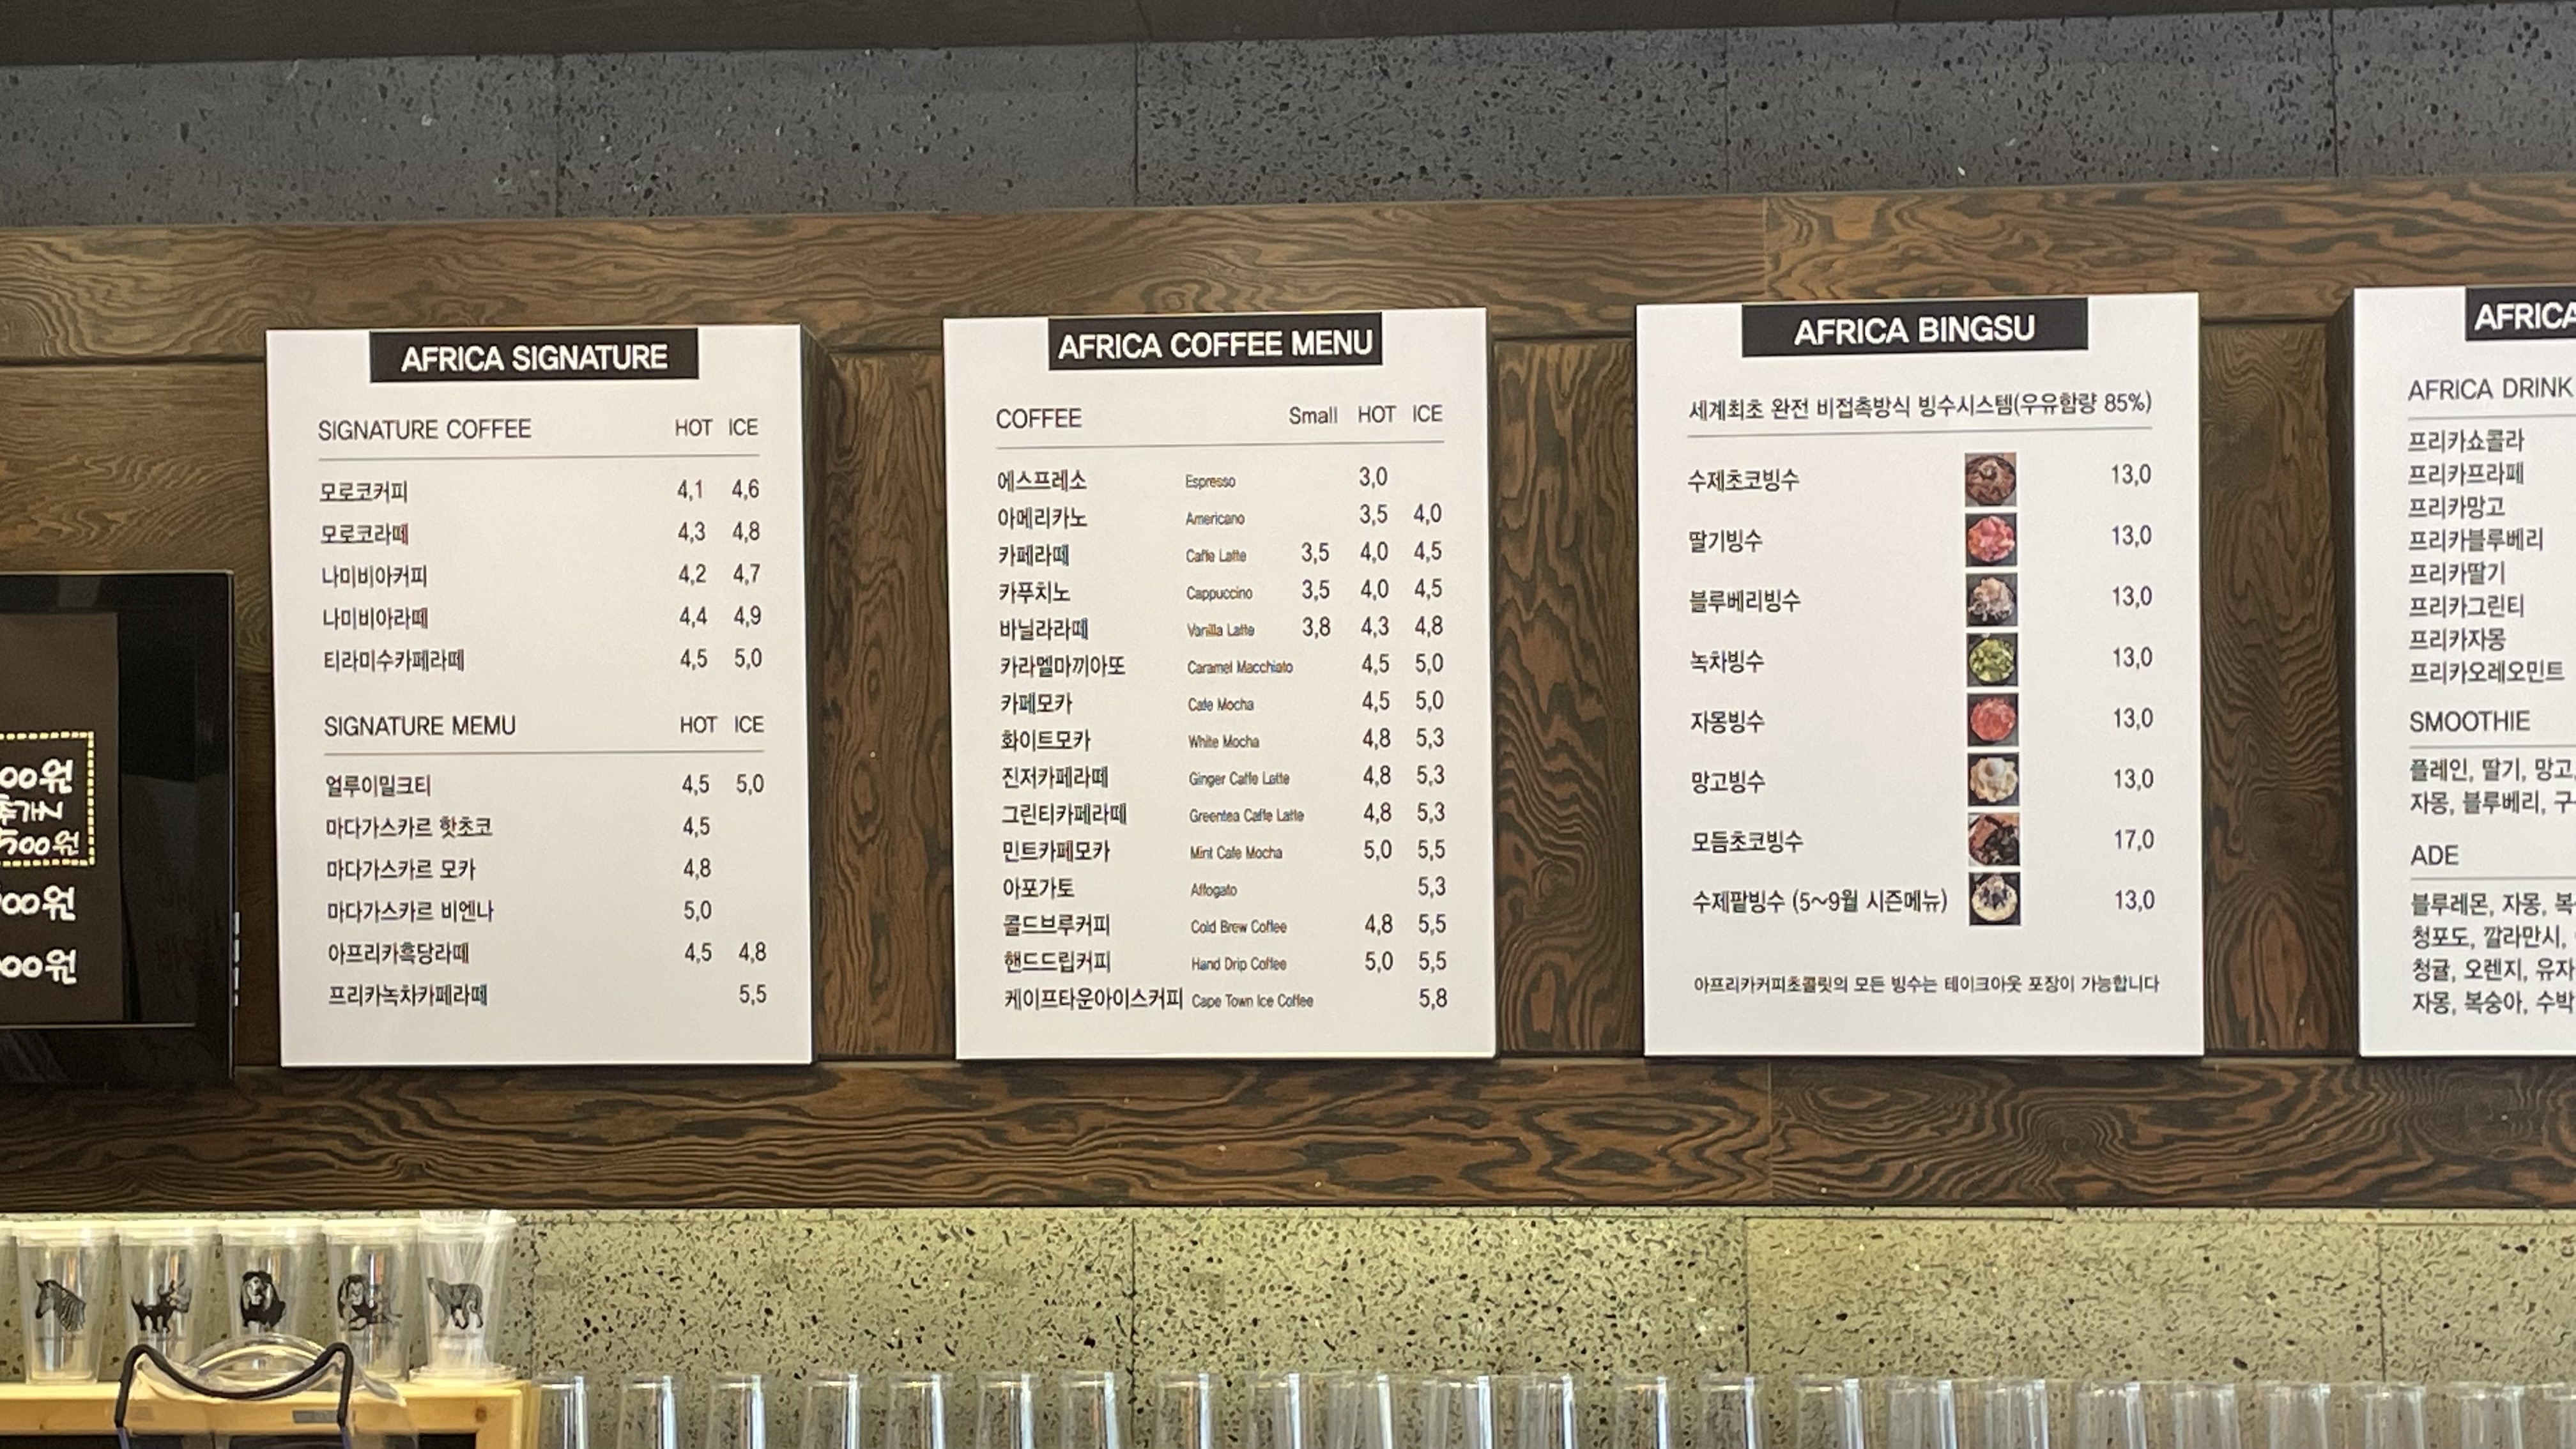 AFRICA SIGNATURE
SIGNATURE COFFEE HOT ICE
모로코커피 4,1 4,6
모로코라떼 4,3 4,8
나미비아커피 4,2 4,7
나미비아라떼 4,4 4,9
티라미수카페라떼 4,5 5,0
SIGNATURE MEMU HOT ICE
얼루이밀크티 4,5 5,0
마다가스카르 핫초코 4,5
마다가스카르 모카 4,8
마다가스카르 비엔나 5,0
아프리카흑당라떼 4,5 4,8
프리카녹차카페라떼 5,5
AFRICA COFFEE MENU
COFFEE Small HOT ICE
에스프레소 Espresso 3,0
아메리카노 Americano 3,5 4,0
카페라떼 Caffe Latte 3,5 4,0 4,5
카푸치노 Cappuccino 3,5 4,0 4,5
바닐라라떼 Vanilla Latte 3,8 4,3 4,8
카라멜마끼아또 Caramel Macchiato 4,5 5,0
카페모카 Cafe Mocha 4,5 5,0
화이트모카 White Mocha 4,8 5,3
진저카페라떼 Ginger Caffe Latte 4,8 5,3
그린티카페라떼 Greentea Caffe Latte 4,8 5,3
민트카페모카 Mint Cafe Mocha 5,0 5,5
아포가토 Affogato 5,3
콜드브루커피 Cold Brew Coffee 4,8 5,5
핸드드립커피 Hand Drip Coffee 5,0 5,5
케이프타운아이스커피 Cape Town Ice Coffee 5,8
AFRICA BINGSU
세계최초 완전 비접촉방식 빙수시스템(우유함량 85%)
수제초코빙수 13,0
딸기빙수 13,0
블루베리빙수 13,0
녹차빙수 13,0
자몽빙수 13,0
망고빙수 13,0
모듬초코빙수 17,0
수제팥빙수 (5~9월 시즌메뉴) 13,0
아프리카커피초콜릿의 모든 빙수는 테이크아웃 포장이 가능합니다
AFRICA
AFRICA DRINK
프리카쇼콜라
프리카프라페
프리카망고
프리카블루베리
프리카딸기
프리카그린티
프리카자몽
프리카오레오민트
SMOOTHIE
플레인, 딸기, 망고,
자몽, 블루베리,
ADE
블루레몬, 자몽,
청포도, 깔라만시,
청귤, 오렌지, 유자
자몽, 복숭아, 수박
00원
500원
00원
00원